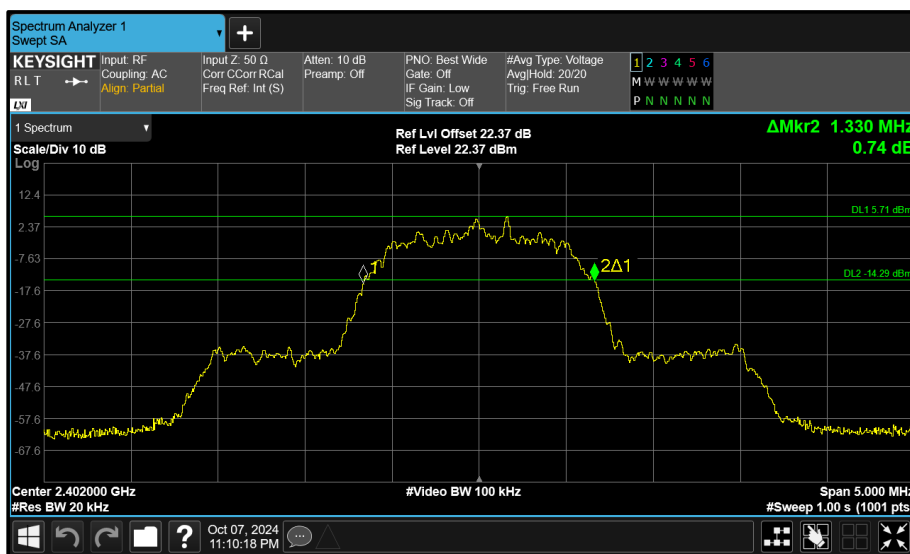 Spectrum Analyzer 1
Swept SA
KEYSIGHT
RLT
LXI
Input: RF
Coupling: AC
Align: Partial
Input Z: 50 Ω
Corr CCorr RCal
Freq Ref: Int (S)
Atten: 10 dB
Preamp: Off
PNO: Best Wide
Gate: Off
IF Gain: Low
Sig Track: Off
#Avg Type: Voltage
Avg|Hold: 20/20
Trig: Free Run
1 2 3 4 5 6
M W W W W W
P N N N N N
1 Spectrum
Scale/Div 10 dB
Log
Ref Lvl Offset 22.37 dB
Ref Level 22.37 dBm
ΔMkr2 1.330 MHz
0.74 dB
12.4
DL1 5.71 dBm
2.37
-7.63
1
2Δ1
DL2 -14.29 dBm
-17.6
-27.6
-37.6
-47.6
-57.6
-67.6
Center 2.402000 GHz
#Video BW 100 kHz
Span 5.000 MHz
#Res BW 20 kHz
#Sweep 1.00 s (1001 pts
?
Oct 07, 2024
11:10:18 PM